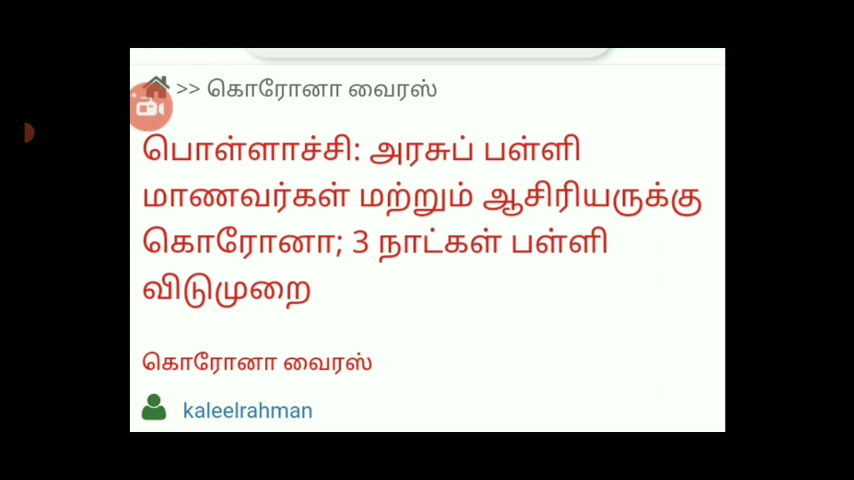 >> கொரோனா வைரஸ்
பொள்ளாச்சி: அரசுப் பள்ளி
மாணவர்கள் மற்றும் ஆசிரியருக்கு
கொரோனா; 3 நாட்கள் பள்ளி
விடுமுறை
கொரோனா வைரஸ்
kaleelrahman